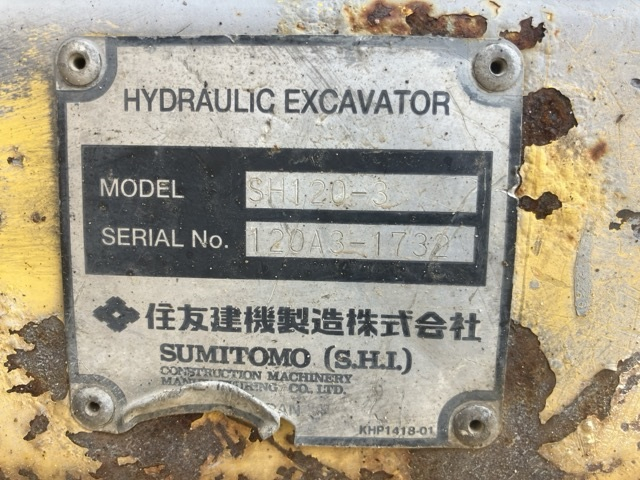 HYDRAULIC EXCAVATOR
MODEL SH120-3
SERIAL No. 120A3-1732
住友建機製造株式会社
SUMITOMO (S.H.I.)
CONSTRUCTION MACHINERY
CO. LTD.
KHP1418-01